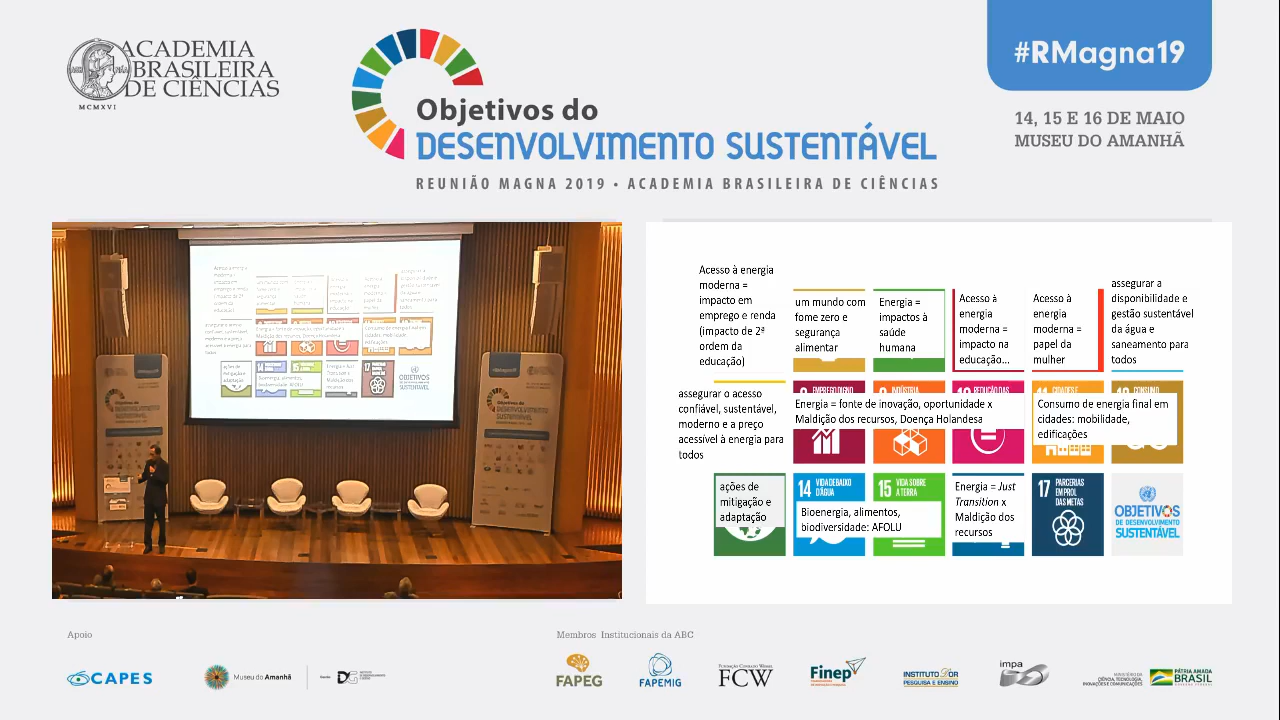 ACADEMIA
BRASILEIRA
DE CIÊNCIAS
MCMXVI
Objetivos do
DESENVOLVIMENTO SUSTENTÁVEL
REUNIÃO MAGNA 2019 • ACADEMIA BRASILEIRA DE CIÊNCIAS
#RMagna19
14, 15 E 16 DE MAIO
MUSEU DO AMANHÃ
Acesso à energia
moderna =
impacto em
emprego e renda
impacto de 2ª
ordem da
educação
um mundo com
fome zero e
segurança
alimentar
Energia =
impactos à
saúde
humana
Acesso a
energia
moderna =
impacto na
educação...
Acesso a
energia
moderna
papel da
mulher
assegurar a
disponibilidade e
gestão sustentável
da água e
saneamento para
todos
assegurar o acesso
confiável, sustentável,
moderno e a preço
acessível à energia para
todos
Energia = fonte de inovação, oportunidade x
Maldição dos recursos, Doença Holandesa
Consumo de energia final em
cidades: mobilidade,
edificações
ações de
mitigação e
adaptação
14 VIDA DEBAIXO
D'ÁGUA
15 VIDA SOBRE
A TERRA
Bioenergia, alimentos,
biodiversidade: AFOLU
Energia = Just
Transition x
Maldição dos
recursos
17 PARCERIAS
EM PROL
DAS METAS
OBJETIVOS
DE DESENVOLVIMENTO
SUSTENTÁVEL
Apoio
Membros Institucionais da ABC
CAPES
Museu do Amanhã
FAPEG
FAPEMIG
FCW
Finep
INSTITUTO D'OR
PESQUISA E ENSINO
impa
MINISTÉRIO DA
CIÊNCIA, TECNOLOGIA,
INOVAÇÕES E COMUNICAÇÕES
PÁTRIA AMADA
BRASIL